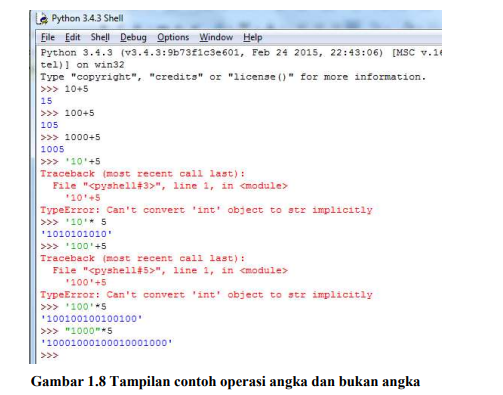 Python 3.4.3 Shell
File Edit Shell Debug Options Window Help
Python 3.4.3 (v3.4.3:9b73f1c3e601, Feb 24 2015, 22:43:06) [MSC v.16
tel)] on win32
Type "copyright", "credits" or "license()" for more information.
>>> 10+5
15
>>> 100+5
105
>>> 1000+5
1005
>>> '10'+5
Traceback (most recent call last):
File "<pyshell#3>", line 1, in <module>
'10'+5
TypeError: Can't convert 'int' object to str implicitly
>>> '10'* 5
'1010101010'
>>> '100'+5
Traceback (most recent call last):
File "<pyshell#5>", line 1, in <module>
'100'+5
TypeError: Can't convert 'int' object to str implicitly
>>> '100'*5
'100100100100100'
>>> "1000"*5
'10001000100010001000'
>>>
Gambar 1.8 Tampilan contoh operasi angka dan bukan angka